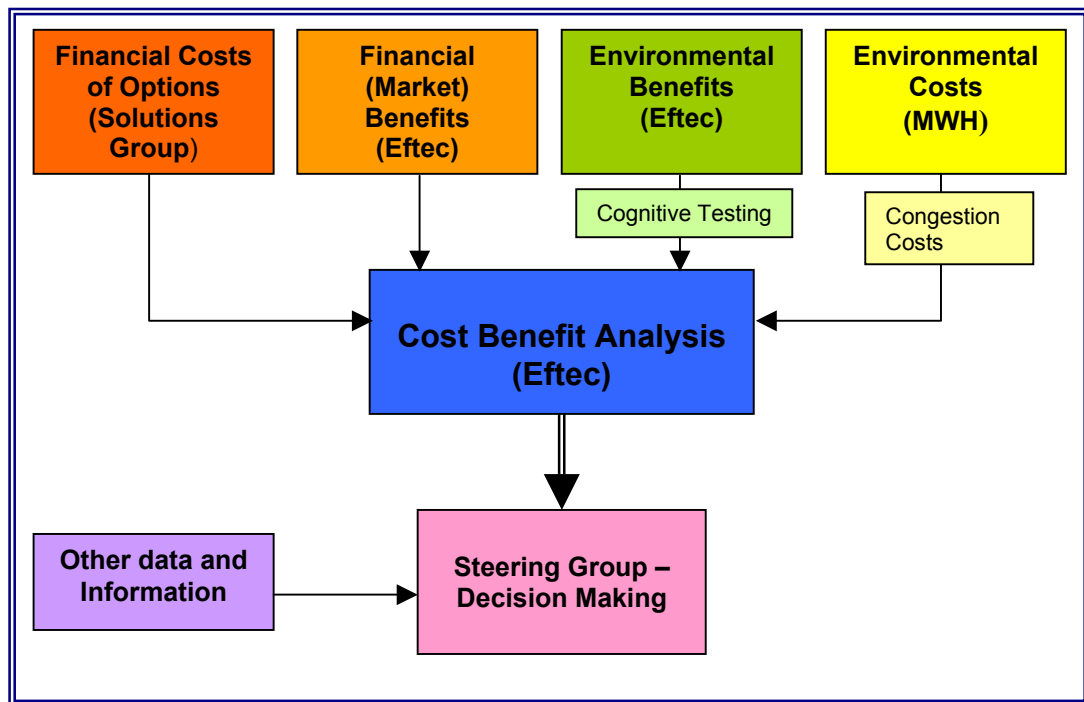 Financial Costs
of Options
(Solutions
Group)
Financial
(Market)
Benefits
(Eftec)
Environmental
Benefits
(Eftec)
Environmental
Costs
(MWH)
Cognitive Testing
Congestion
Costs
Cost Benefit Analysis
(Eftec)
Other data and
Information
Steering Group –
Decision Making